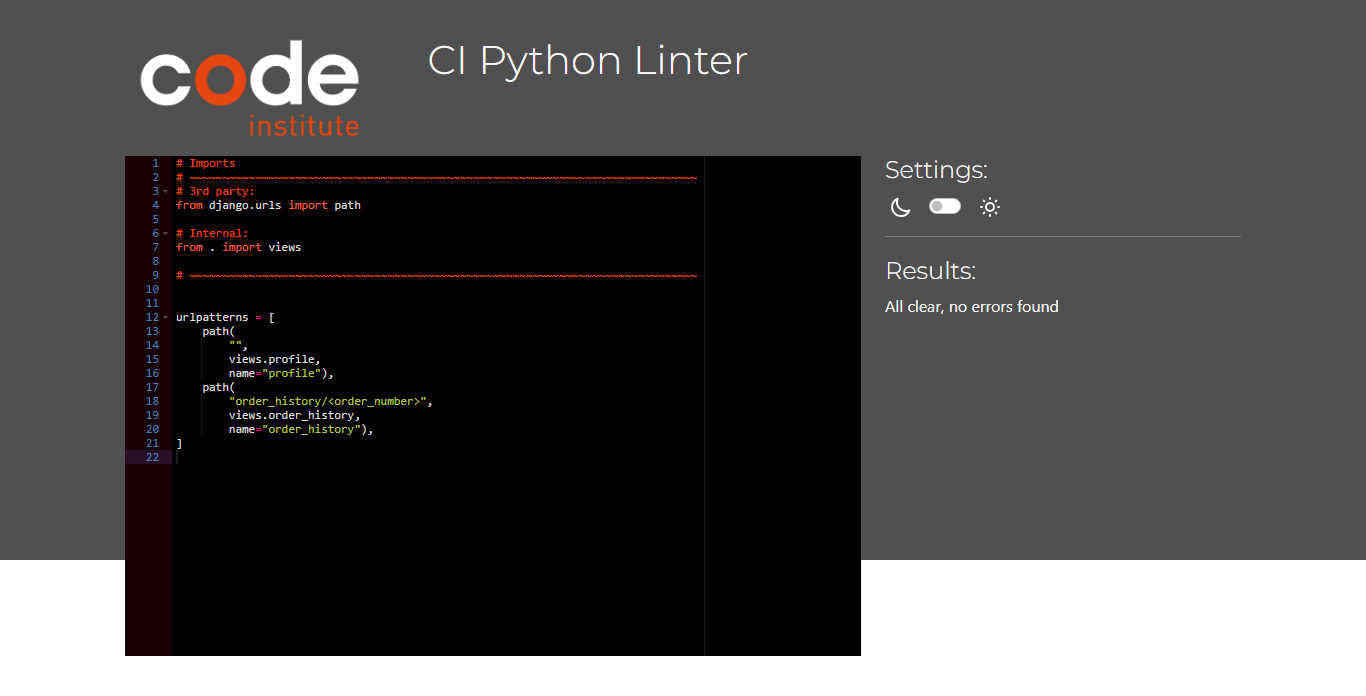 code
institute
CI Python Linter
1 # Imports
2 # ~~~~~~~~~~~~~~~~~~~~~~~~~~~~~~~~~~~~~~~~~~~~~~~~~~~~~~~~~~~~~~~~~~~~~~~~~~~~~
3 # 3rd party:
4 from django.urls import path
5
6 # Internal:
7 from . import views
8
9 # ~~~~~~~~~~~~~~~~~~~~~~~~~~~~~~~~~~~~~~~~~~~~~~~~~~~~~~~~~~~~~~~~~~~~~~~~~~~~~
10
11
12 urlpatterns = [
13     path(
14         "",
15         views.profile,
16         name="profile"),
17     path(
18         "order_history/<order_number>",
19         views.order_history,
20         name="order_history"),
21 ]
22
Settings:
Results:
All clear, no errors found